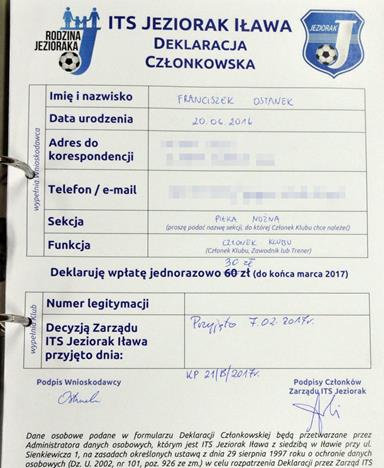 RODZINA
JEZIORAKA
ITS JEZIORAK IŁAWA
DEKLARACJA
CZŁONKOWSKA
JEZIORAK
Imię i nazwisko
FRANCISZEK OSTANEK
Data urodzenia
20.06.2016
Adres do
korespondencji
Telefon / e-mail
Sekcja
PIŁKA NOŻNA
(proszę podać nazwę sekcji, do której Członek Klubu chce należeć)
Funkcja
CZŁONEK KLUBU
(Członek Klubu, Zawodnik lub Trener)
wypełnia Wnioskodawca
30 zł
Deklaruję wpłatę jednorazowo 60 zł (do końca marca 2017)
Numer legitymacji
Decyzją Zarządu
ITS Jeziorak Iława
przyjęto dnia:
Przyjęto 7.02.2017r.
wypełnia Klub
KP 21/B/2017r.
Podpis Wnioskodawcy
Podpisy Członków
Zarządu ITS Jeziorak
Dane osobowe podane w formularzu Deklaracji Członkowskiej będą przetwarzane przez
Administratora danych osobowych, którym jest ITS Jeziorak Iława z siedzibą w Iławie przy ul.
Sienkiewicza 1, na zasadach określonych ustawą z dnia 29 sierpnia 1997 roku o ochronie danych
osobowych (Dz. U. 2002, nr 101, poz. 926 ze zm.) w celu rozpatrzenia Deklaracji przez Zarząd ITS